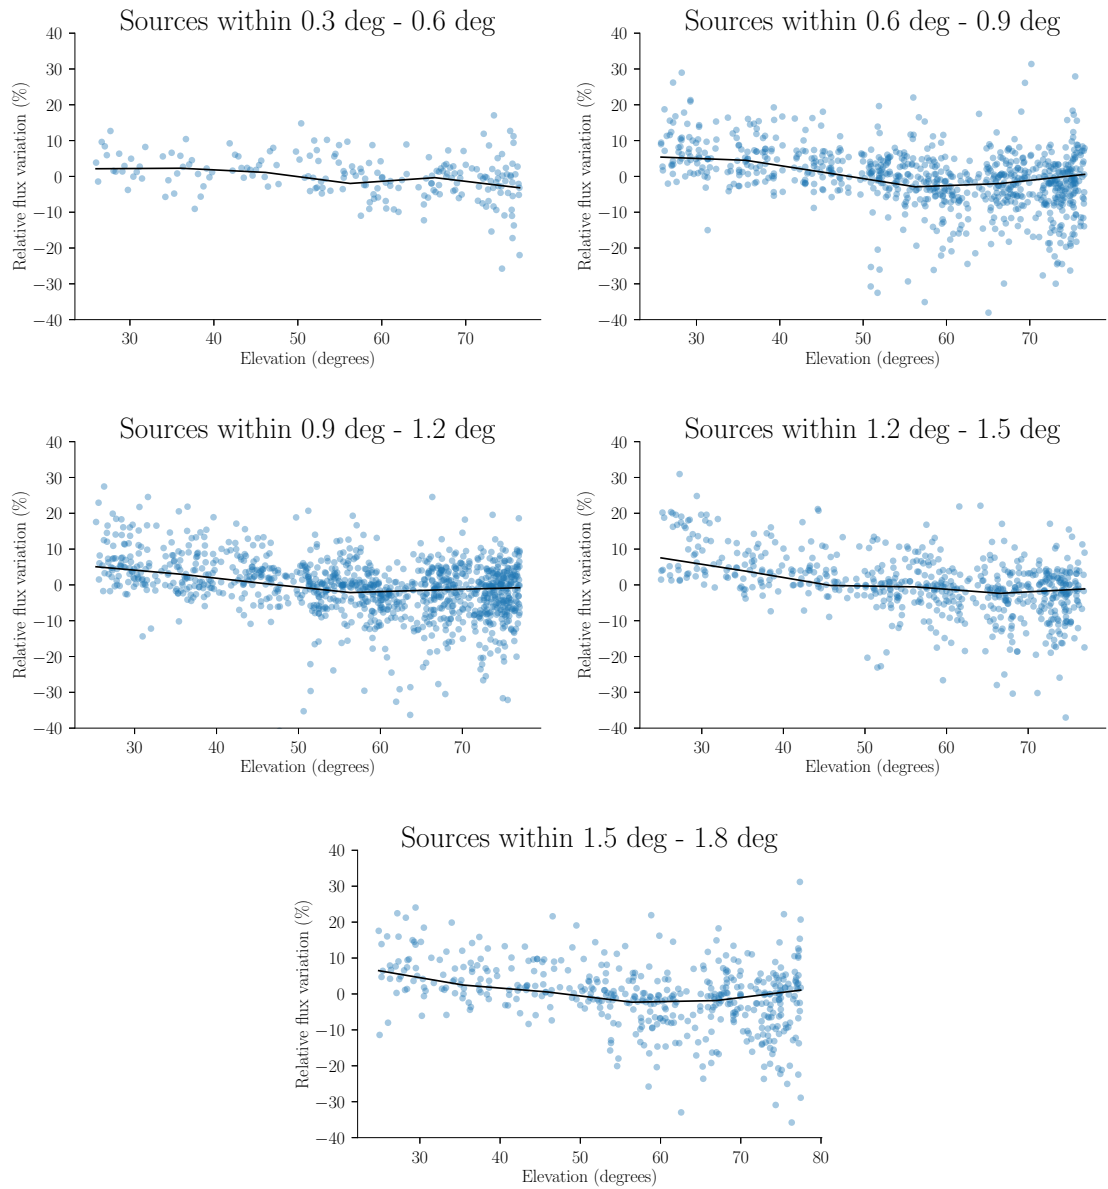 Sources within 0.3 deg - 0.6 deg
40
30
20
10
0
−10
−20
−30
−40
Relative flux variation (%)
30 40 50 60 70
Elevation (degrees)
Sources within 0.6 deg - 0.9 deg
40
30
20
10
0
−10
−20
−30
−40
Relative flux variation (%)
30 40 50 60 70
Elevation (degrees)
Sources within 0.9 deg - 1.2 deg
40
30
20
10
0
−10
−20
−30
−40
Relative flux variation (%)
30 40 50 60 70
Elevation (degrees)
Sources within 1.2 deg - 1.5 deg
40
30
20
10
0
−10
−20
−30
−40
Relative flux variation (%)
30 40 50 60 70
Elevation (degrees)
Sources within 1.5 deg - 1.8 deg
40
30
20
10
0
−10
−20
−30
−40
Relative flux variation (%)
30 40 50 60 70 80
Elevation (degrees)